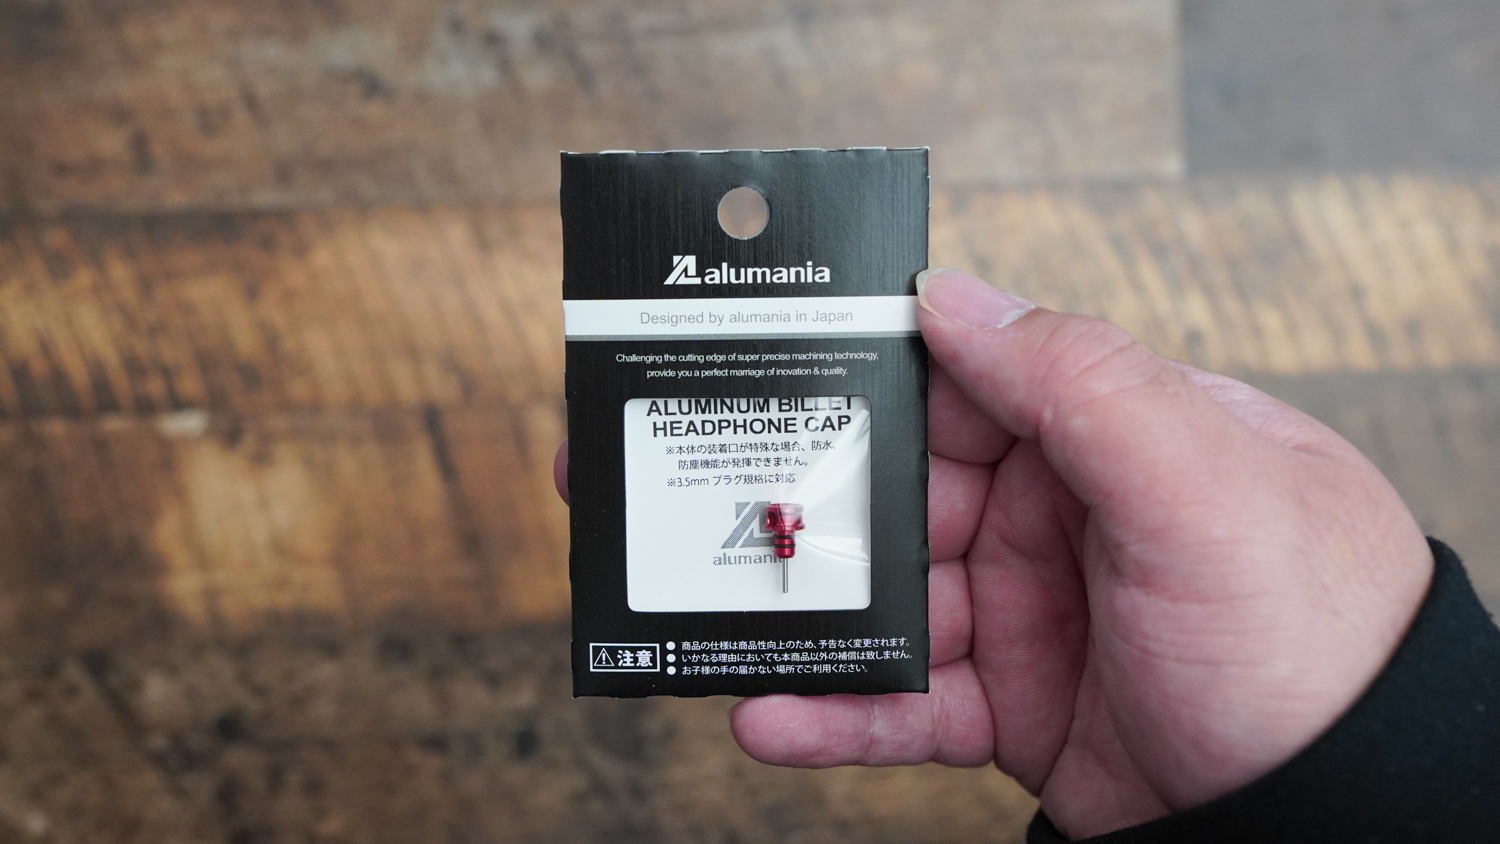 alumania
Designed by alumania in Japan
Challenging the cutting edge of super precise machining technology,
provide you a perfect marriage of inovation & quality.
ALUMINUM BILLET
HEADPHONE CAP
※本体の装着口が特殊な場合、防水、
防塵機能が発揮できません。
※3.5mm プラグ規格に対応
alumania
注意
● 商品の仕様は商品性向上のため、予告なく変更されます。
● いかなる理由においても本商品以外の補償は致しません。
● お子様の手の届かない場所でご利用ください。